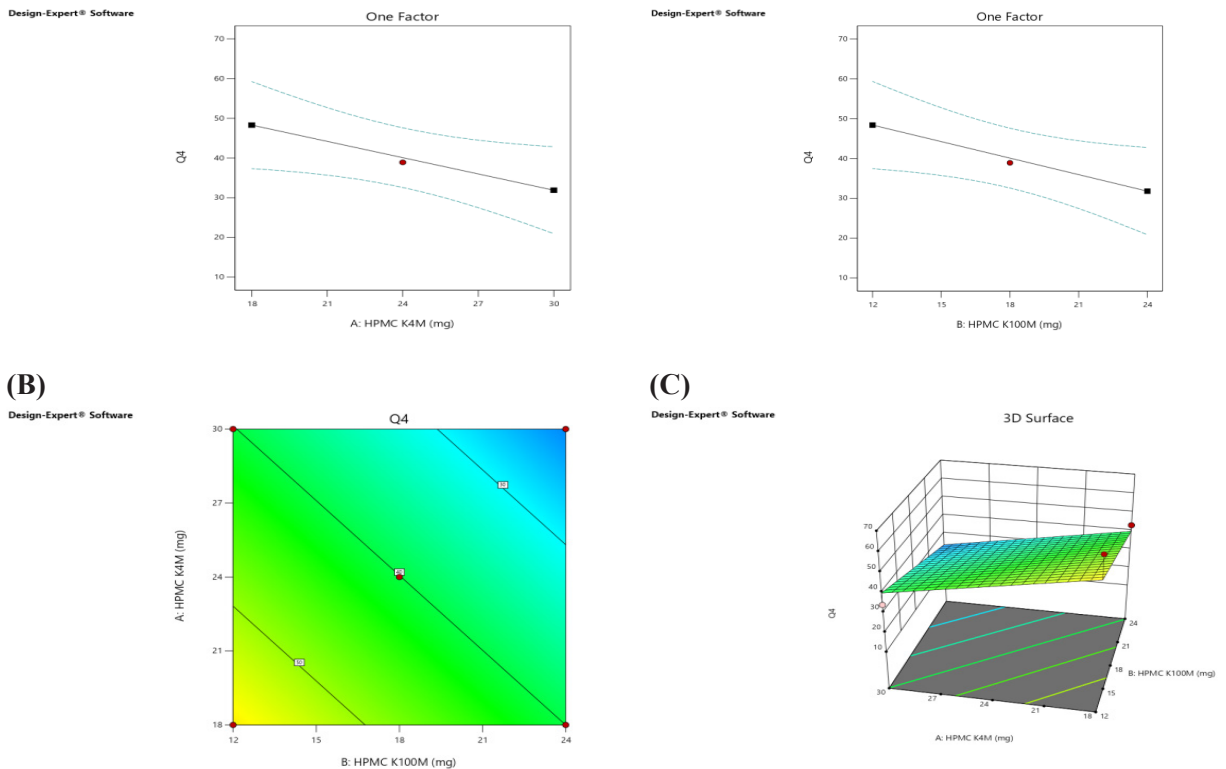 Design-Expert® Software
One Factor
70
60
50
40
30
20
10
Q4
18
21
24
27
30
A: HPMC K4M (mg)
Design-Expert® Software
One Factor
70
60
50
40
30
20
10
Q4
12
15
18
21
24
B: HPMC K100M (mg)
(B)
Design-Expert® Software
Q4
30
27
24
21
18
A: HPMC K4M (mg)
30
40
50
12
15
18
21
24
B: HPMC K100M (mg)
(C)
Design-Expert® Software
3D Surface
70
60
50
40
30
20
10
Q4
24
21
18
15
12
B: HPMC K100M (mg)
30
27
24
21
18
A: HPMC K4M (mg)